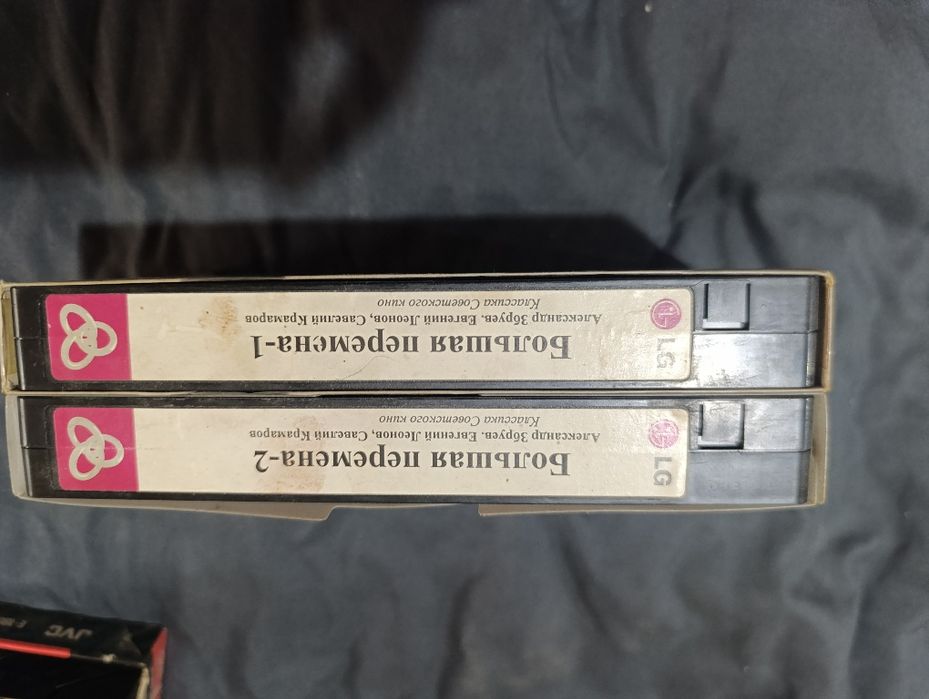 Большая перемена-1
Александр Збруев, Евгений Леонов, Савелий Крамаров
Классика Советского кино
LG
Большая перемена-2
Александр Збруев, Евгений Леонов, Савелий Крамаров
Классика Советского кино
LG
JVC